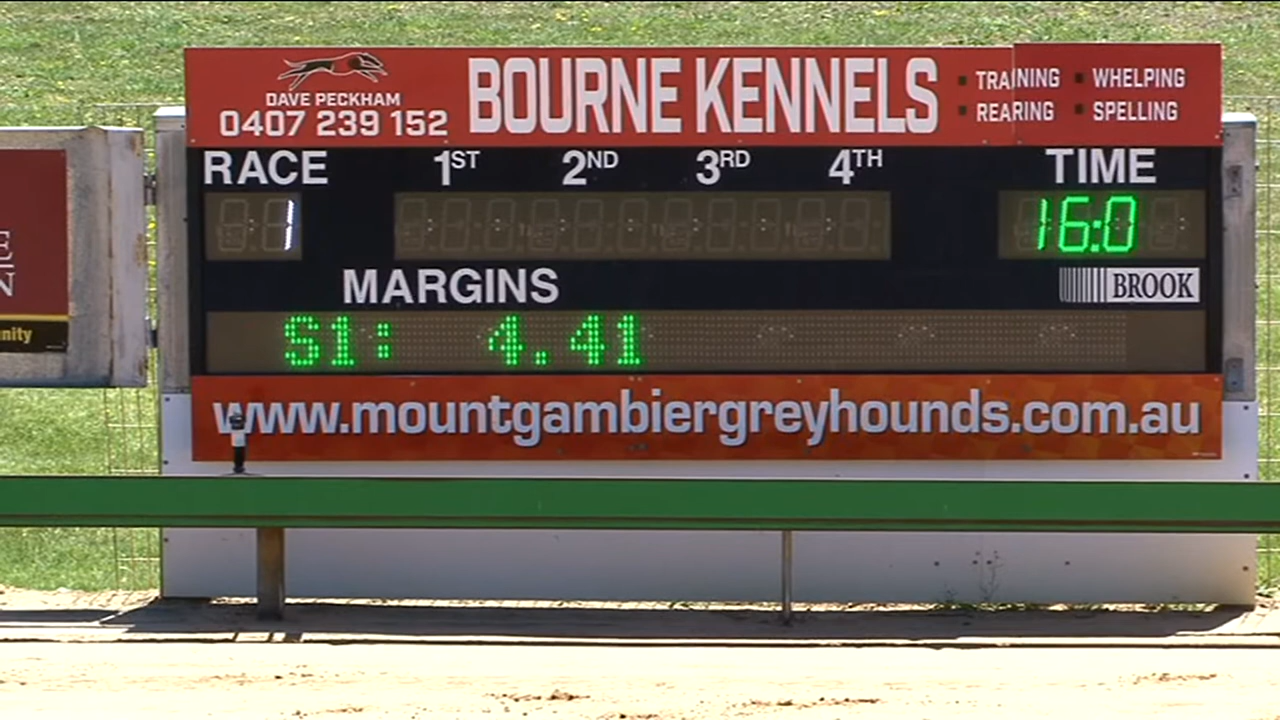 DAVE PECKHAM
0407 239 152
BOURNE KENNELS
▪ TRAINING ▪ WHELPING
▪ REARING ▪ SPELLING
RACE 1ST 2ND 3RD 4TH TIME
1 16:0
MARGINS
BROOK
S1: 4.41
www.mountgambiergreyhounds.com.au
E
N
nity